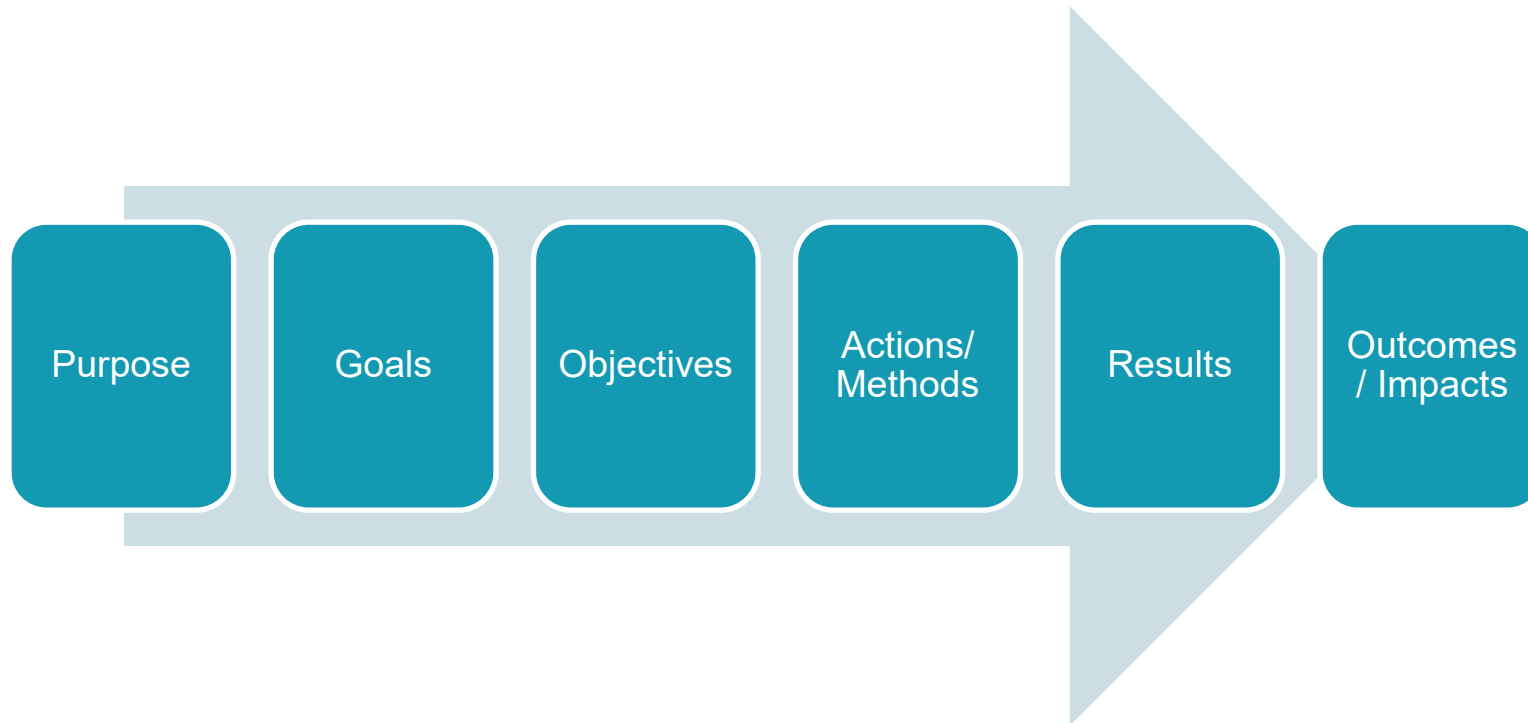 Purpose
Goals
Objectives
Actions/
Methods
Results
Outcomes
/ Impacts